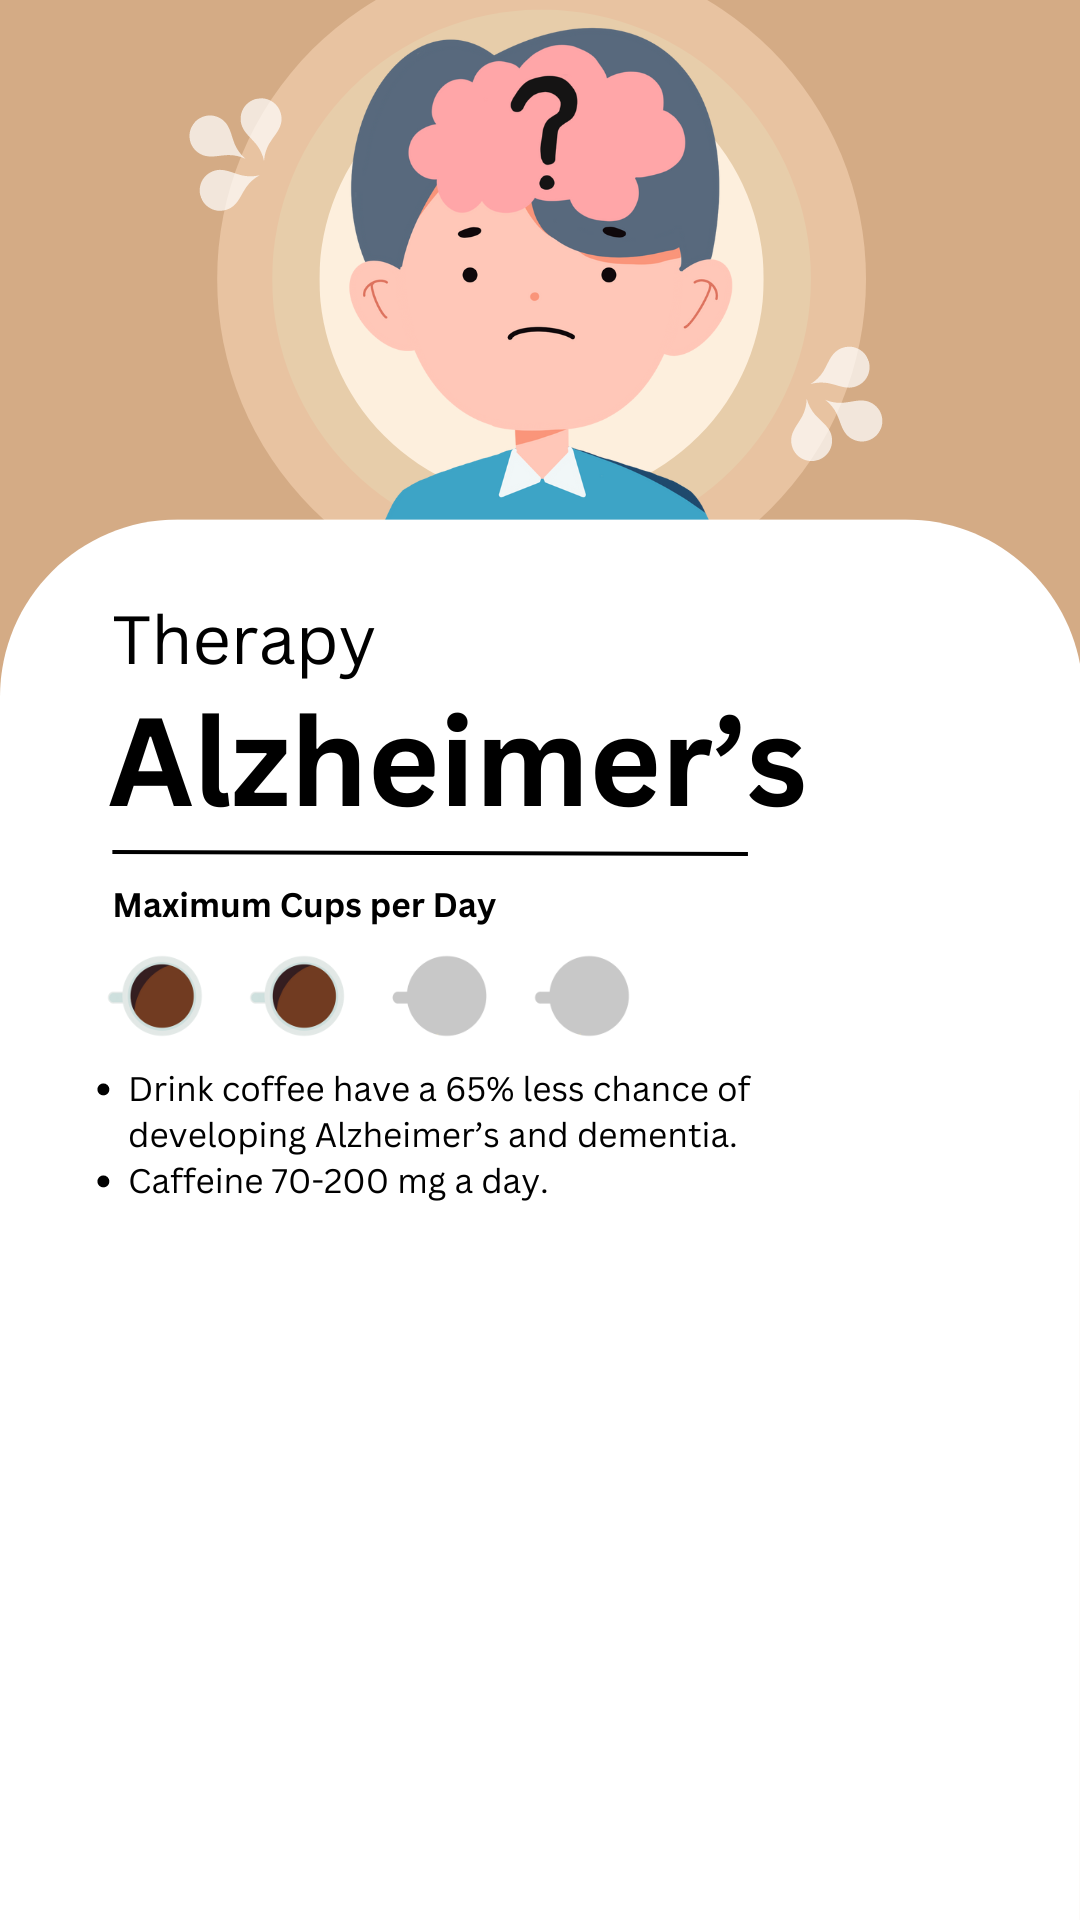 ?
Therapy
Alzheimer’s
Maximum Cups per Day
• Drink coffee have a 65% less chance of
developing Alzheimer’s and dementia.
• Caffeine 70-200 mg a day.